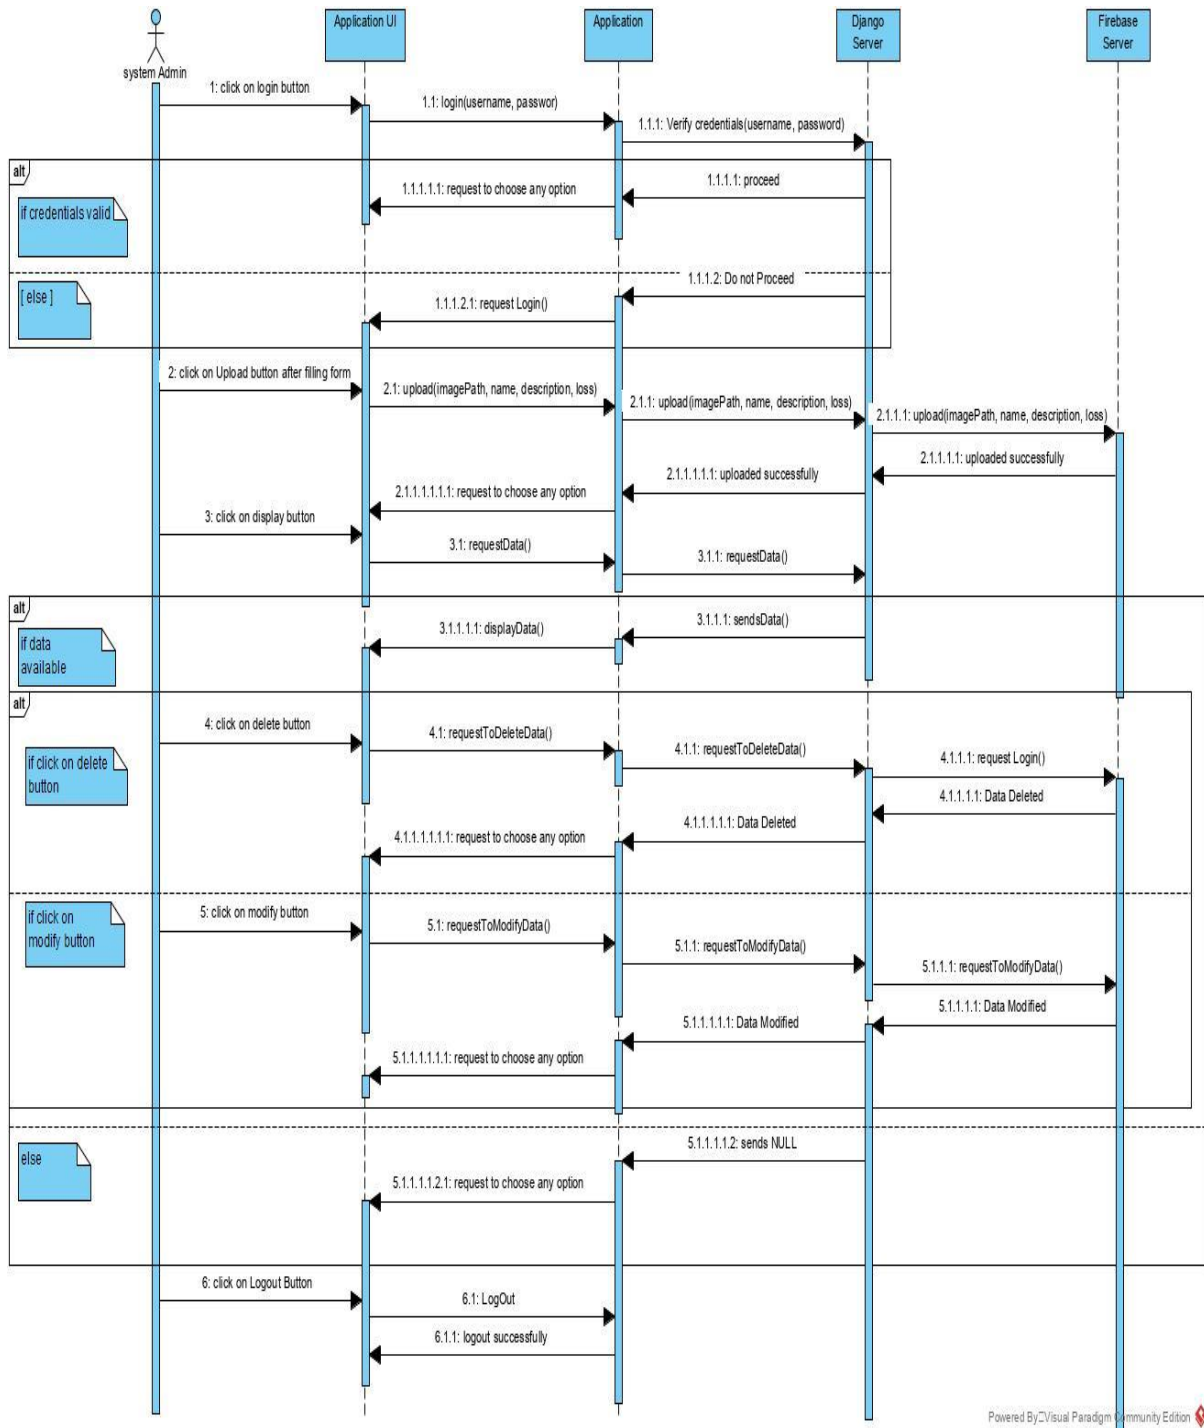 Application UI
Application
Django
Server
Firebase
Server
system Admin
1: click on login button
1.1: login(username, passwor)
1.1.1: Verify credentials(username, password)
alt
1.1.1.1: proceed
1.1.1.1.1: request to choose any option
if credentials valid
1.1.1.2: Do not Proceed
[ else ]
1.1.1.2.1: request Login()
2: click on Upload button after filling form
2.1: upload(imagePath, name, description, loss)
2.1.1: upload(imagePath, name, description, loss)
2.1.1.1: upload(imagePath, name, description, loss)
2.1.1.1.1: uploaded successfully
2.1.1.1.1.1: uploaded successfully
2.1.1.1.1.1.1: request to choose any option
3: click on display button
3.1: requestData()
3.1.1: requestData()
alt
3.1.1.1: sendsData()
3.1.1.1.1: displayData()
if data
available
alt
4: click on delete button
4.1: requestToDeleteData()
4.1.1: requestToDeleteData()
4.1.1.1: request Login()
if click on delete
button
4.1.1.1.1: Data Deleted
4.1.1.1.1.1: Data Deleted
4.1.1.1.1.1.1: request to choose any option
if click on
modify button
5: click on modify button
5.1: requestToModifyData()
5.1.1: requestToModifyData()
5.1.1.1: requestToModifyData()
5.1.1.1.1: Data Modified
5.1.1.1.1.1: Data Modified
5.1.1.1.1.1.1: request to choose any option
5.1.1.1.1.2: sends NULL
else
5.1.1.1.1.2.1: request to choose any option
6: click on Logout Button
6.1: LogOut
6.1.1: logout successfully
Powered By Visual Paradigm Community Edition